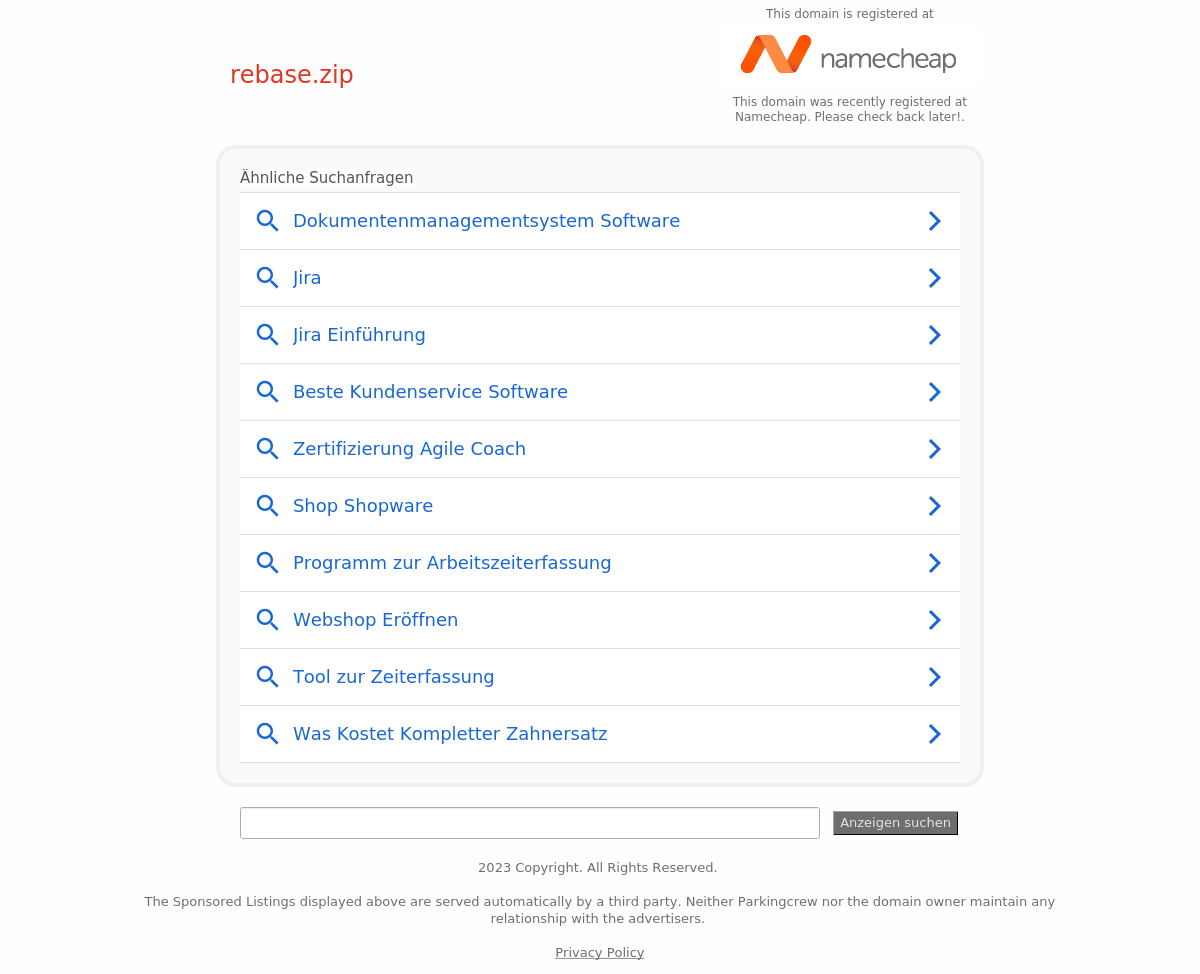 This domain is registered at
namecheap
rebase.zip
This domain was recently registered at
Namecheap. Please check back later!.
Ähnliche Suchanfragen
Dokumentenmanagementsystem Software
Jira
Jira Einführung
Beste Kundenservice Software
Zertifizierung Agile Coach
Shop Shopware
Programm zur Arbeitszeiterfassung
Webshop Eröffnen
Tool zur Zeiterfassung
Was Kostet Kompletter Zahnersatz
Anzeigen suchen
2023 Copyright. All Rights Reserved.
The Sponsored Listings displayed above are served automatically by a third party. Neither Parkingcrew nor the domain owner maintain any
relationship with the advertisers.
Privacy Policy